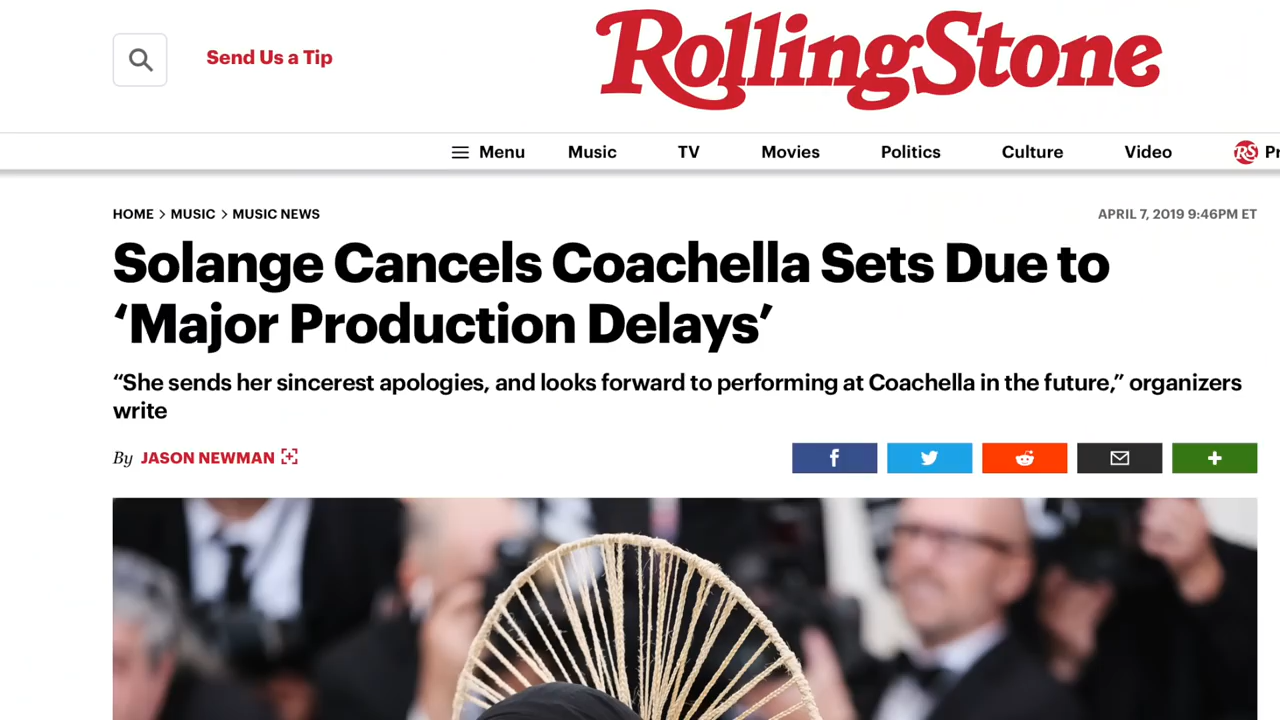 Send Us a Tip
RollingStone
Menu Music TV Movies Politics Culture Video RS
HOME > MUSIC > MUSIC NEWS
APRIL 7, 2019 9:46PM ET
Solange Cancels Coachella Sets Due to
‘Major Production Delays’
“She sends her sincerest apologies, and looks forward to performing at Coachella in the future,” organizers
write
By JASON NEWMAN